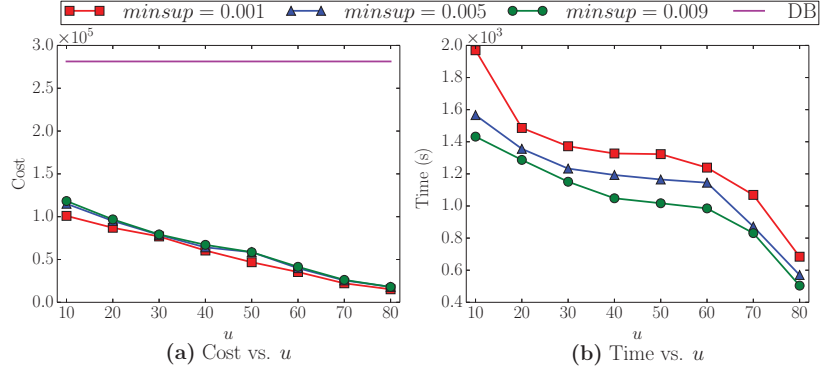 minsup = 0.001 minsup = 0.005 minsup = 0.009 DB
×10^5
3.0
2.5
2.0
1.5
1.0
0.5
0.0
Cost
10 20 30 40 50 60 70 80
u
(a) Cost vs. u
×10^3
2.0
1.8
1.6
1.4
1.2
1.0
0.8
0.6
0.4
Time (s)
10 20 30 40 50 60 70 80
u
(b) Time vs. u